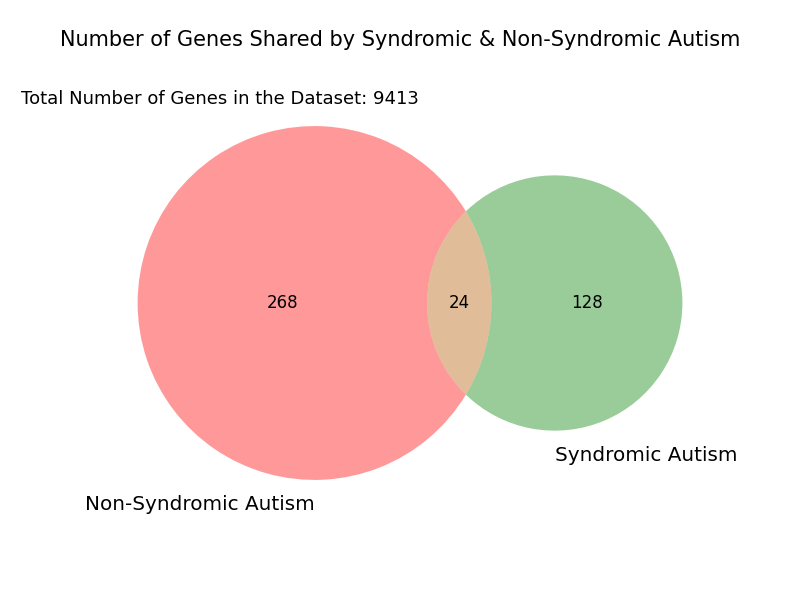 Number of Genes Shared by Syndromic & Non-Syndromic Autism
Total Number of Genes in the Dataset: 9413
268
24
128
Syndromic Autism
Non-Syndromic Autism